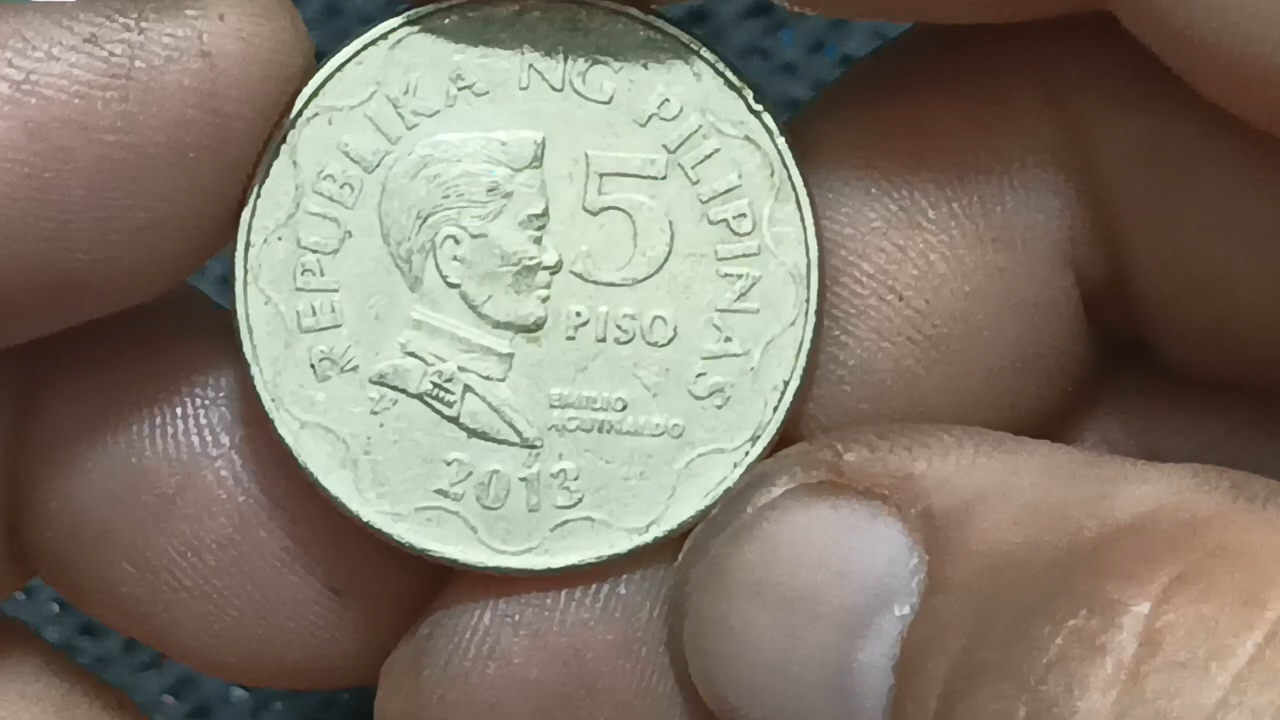 REPUBLIKA NG PILIPINAS
5
PISO
EMILIO
AGUINALDO
2013